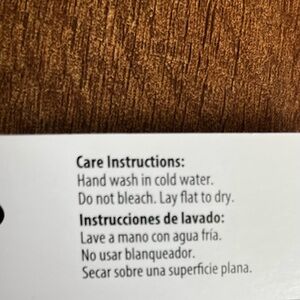 Care Instructions:
Hand wash in cold water.
Do not bleach. Lay flat to dry.
Instrucciones de lavado:
Lave a mano con agua fría.
No usar blanqueador.
Secar sobre una superficie plana.